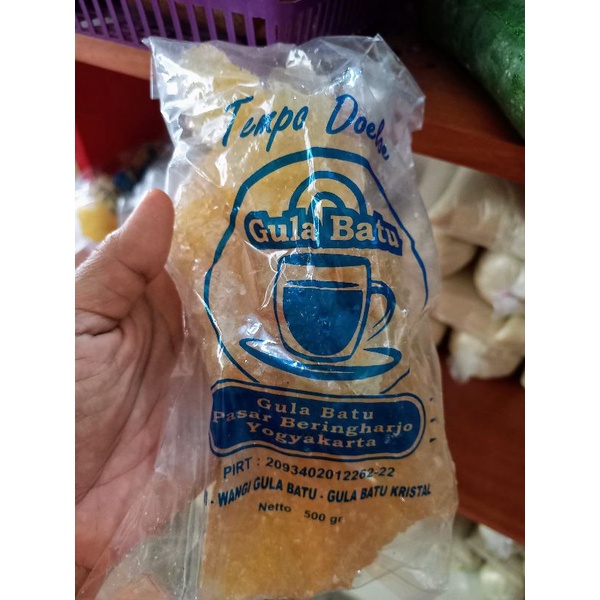 Tempo Doeloe
Gula Batu
Gula Batu
Pasar Beringharjo
Yogyakarta
PIRT : 2093402012262-22
- WANGI GULA BATU - GULA BATU KRISTAL
Netto 500 gr